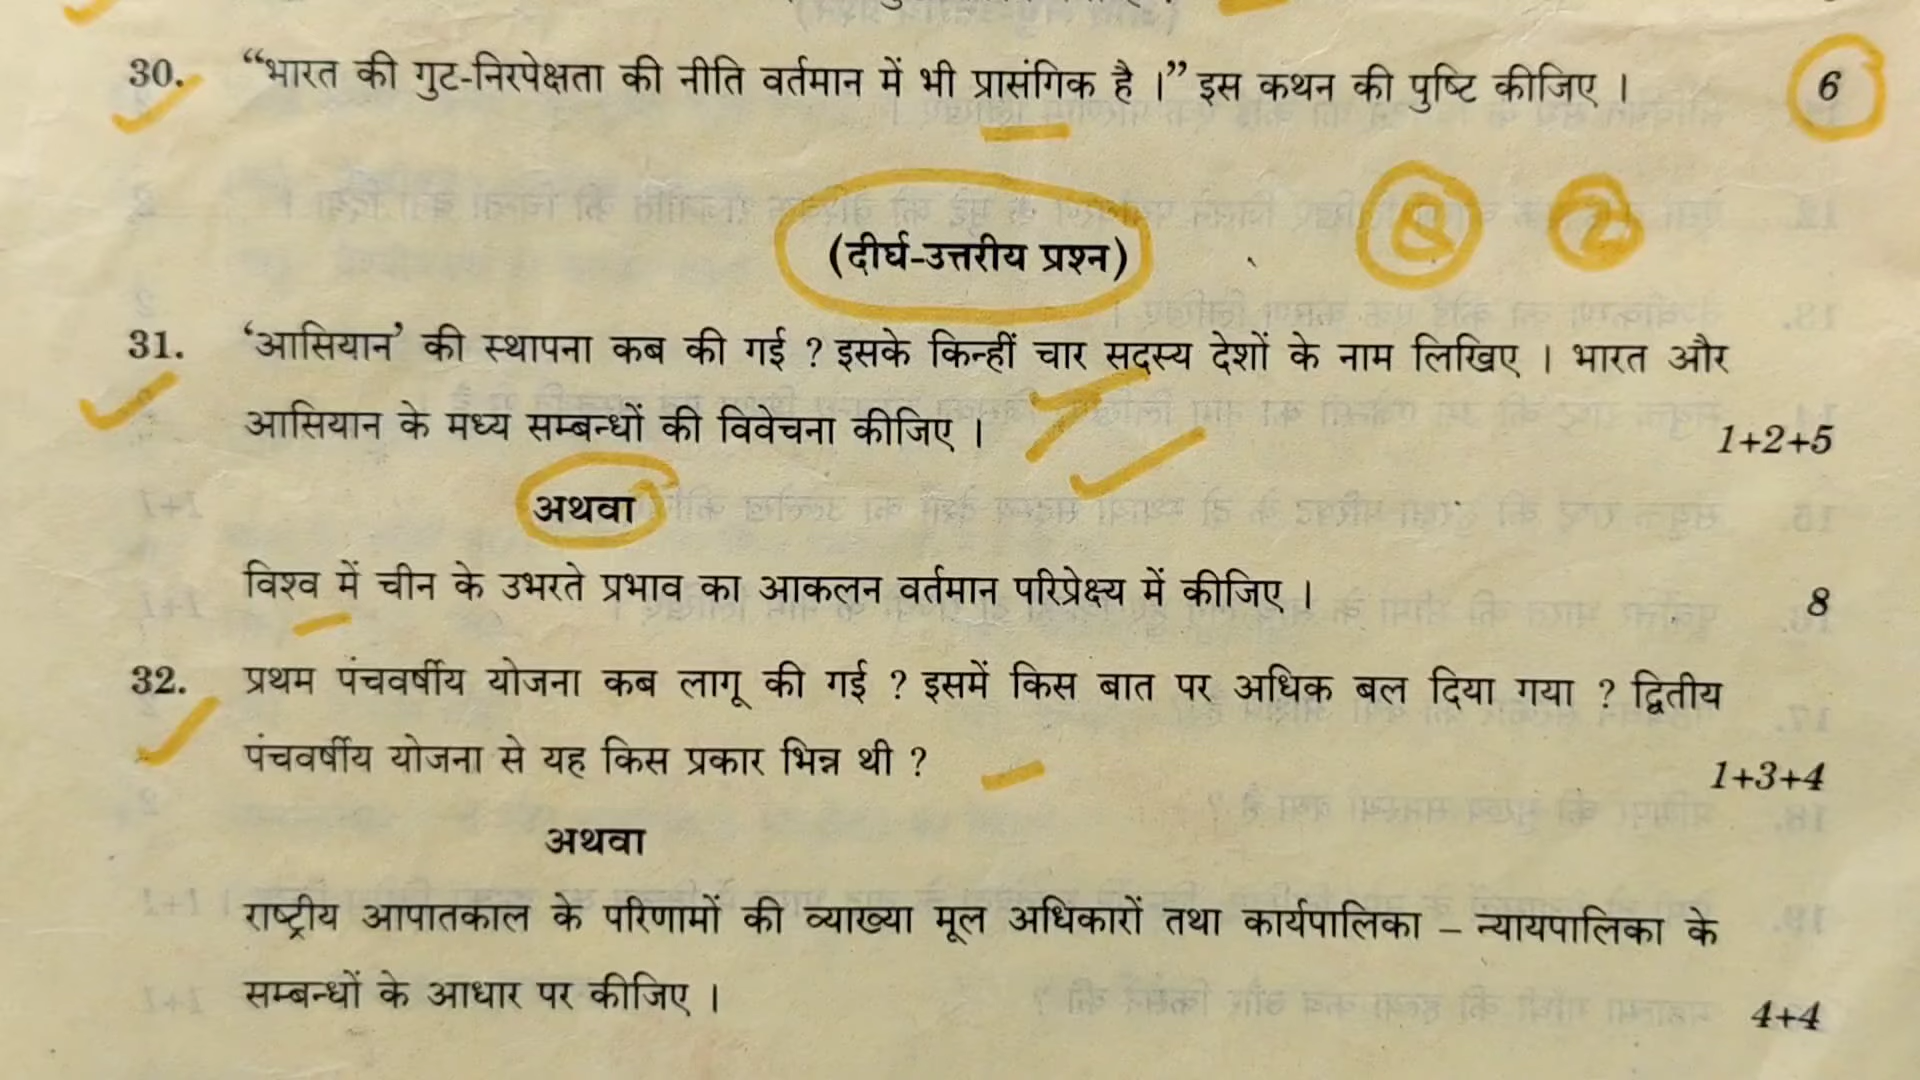 30. “भारत की गुट-निरपेक्षता की नीति वर्तमान में भी प्रासंगिक है ।” इस कथन की पुष्टि कीजिए । 6
(दीर्घ-उत्तरीय प्रश्न) 8 2
31. ‘आसियान’ की स्थापना कब की गई ? इसके किन्हीं चार सदस्य देशों के नाम लिखिए । भारत और
आसियान के मध्य सम्बन्धों की विवेचना कीजिए । 1+2+5
अथवा
विश्व में चीन के उभरते प्रभाव का आकलन वर्तमान परिप्रेक्ष्य में कीजिए । 8
32. प्रथम पंचवर्षीय योजना कब लागू की गई ? इसमें किस बात पर अधिक बल दिया गया ? द्वितीय
पंचवर्षीय योजना से यह किस प्रकार भिन्न थी ? 1+3+4
अथवा
राष्ट्रीय आपातकाल के परिणामों की व्याख्या मूल अधिकारों तथा कार्यपालिका – न्यायपालिका के
सम्बन्धों के आधार पर कीजिए । 4+4